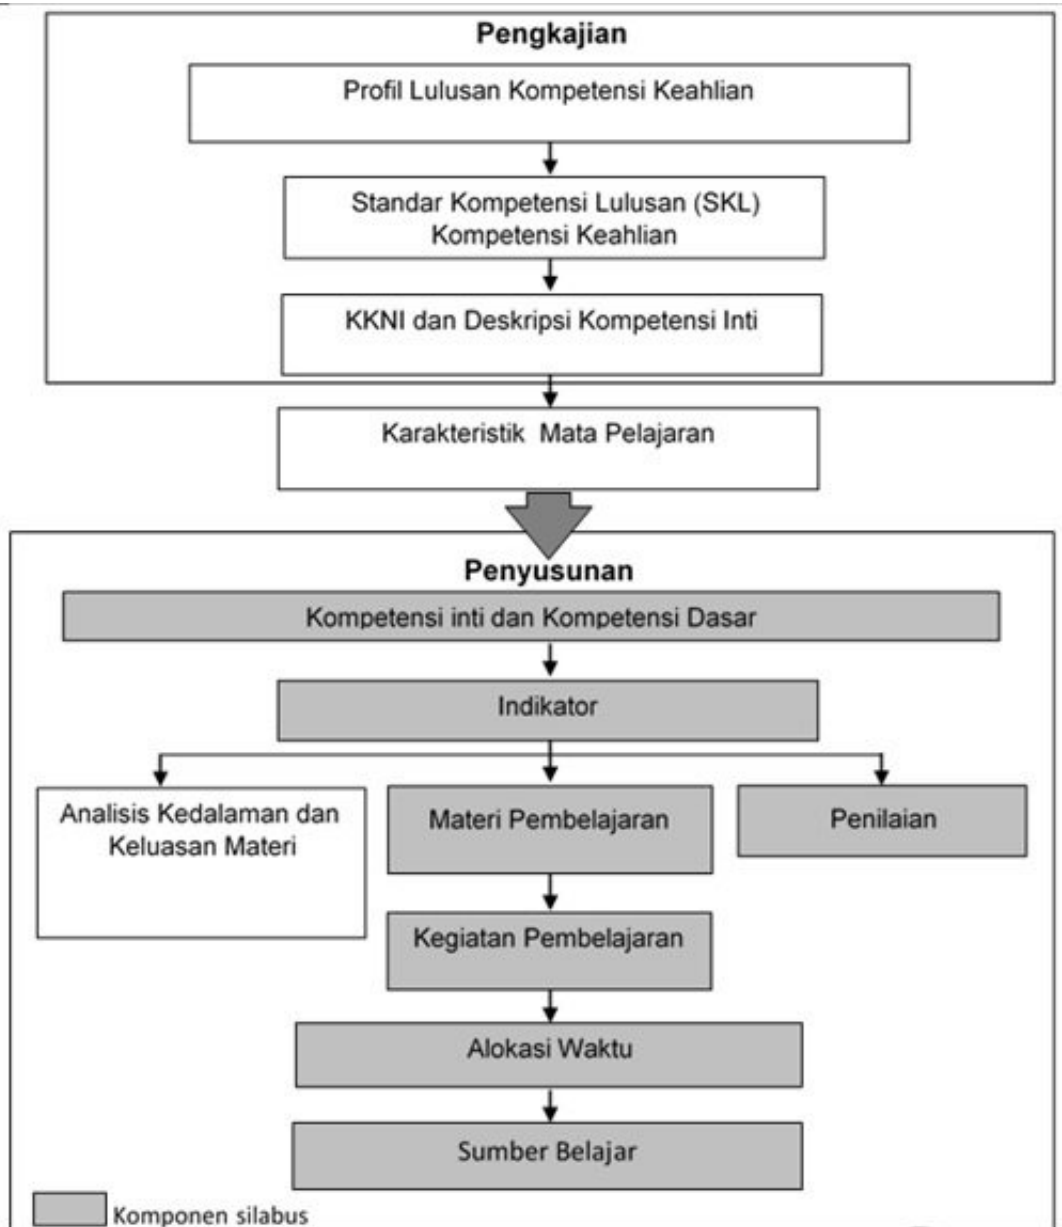 Pengkajian
Profil Lulusan Kompetensi Keahlian
Standar Kompetensi Lulusan (SKL)
Kompetensi Keahlian
KKNI dan Deskripsi Kompetensi Inti
Karakteristik Mata Pelajaran
Penyusunan
Kompetensi inti dan Kompetensi Dasar
Indikator
Analisis Kedalaman dan
Keluasan Materi
Materi Pembelajaran
Penilaian
Kegiatan Pembelajaran
Alokasi Waktu
Sumber Belajar
Komponen silabus